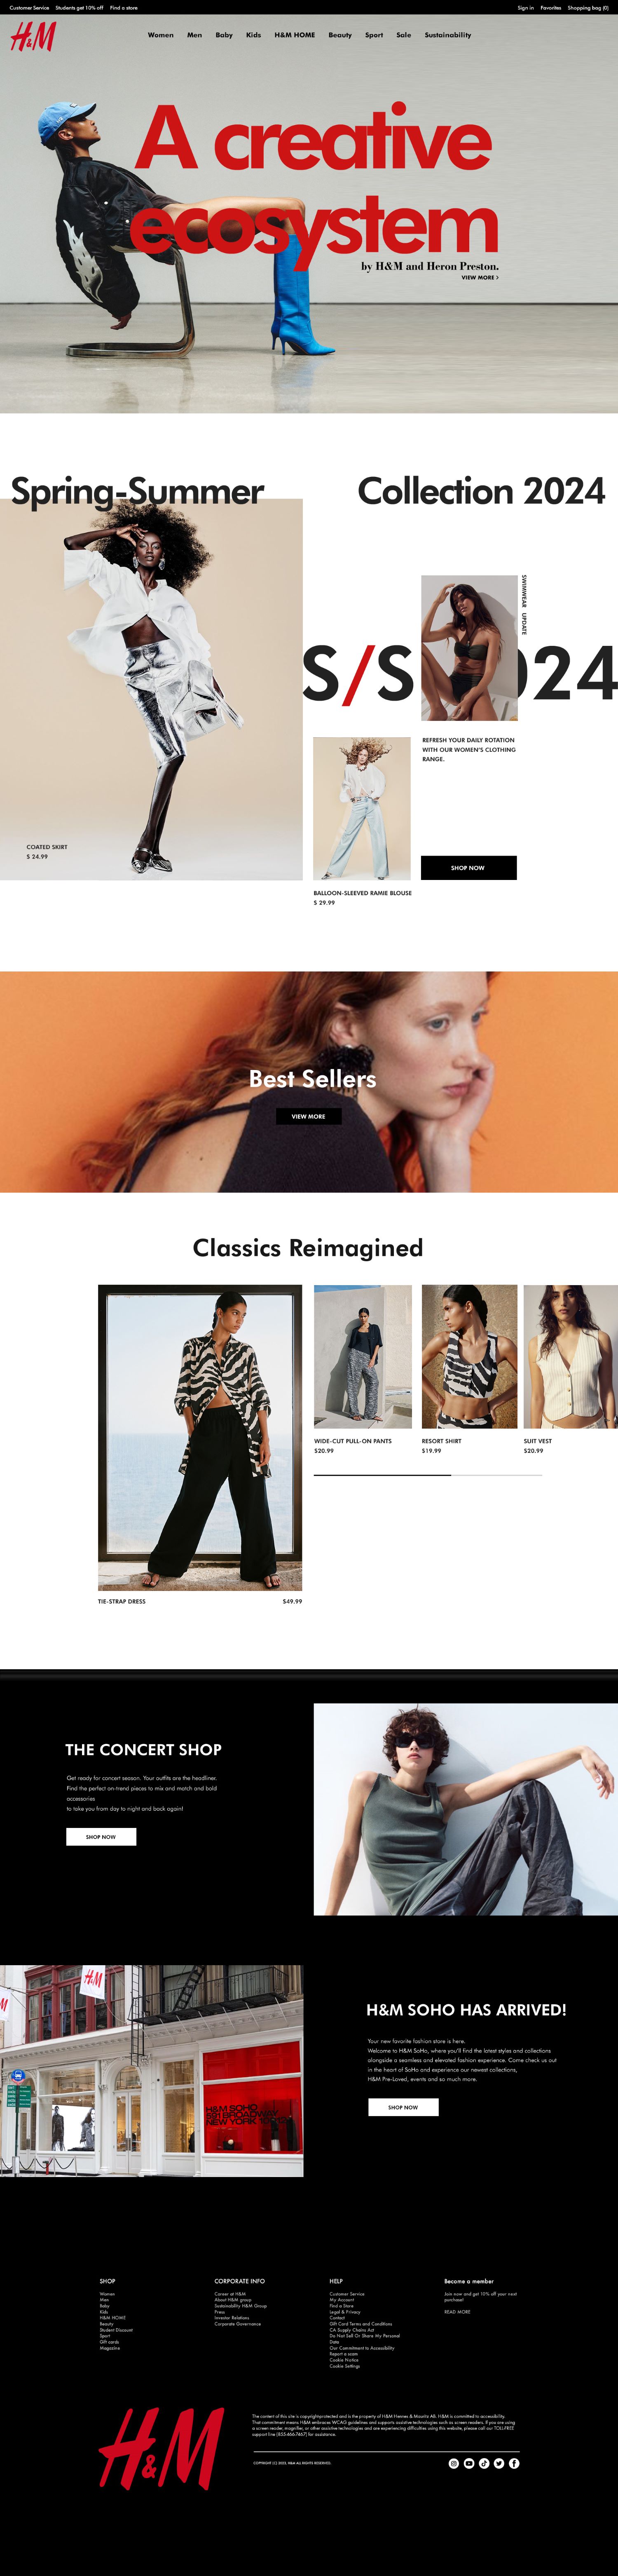 Customer Service Students get 10% off Find a store
Sign in Favorites Shopping bag (0)
H&M
Women Men Baby Kids H&M HOME Beauty Sport Sale Sustainability
A creative
ecosystem
by H&M and Heron Preston.
VIEW MORE >
Spring-Summer
Collection 2024
SWIMWEAR UPDATE
S/S 024
REFRESH YOUR DAILY ROTATION
WITH OUR WOMEN'S CLOTHING
RANGE.
COATED SKIRT
$ 24.99
SHOP NOW
BALLOON-SLEEVED RAMIE BLOUSE
$ 29.99
Best Sellers
VIEW MORE
Classics Reimagined
WIDE-CUT PULL-ON PANTS
$20.99
RESORT SHIRT
$19.99
SUIT VEST
$20.99
TIE-STRAP DRESS
$49.99
THE CONCERT SHOP
Get ready for concert season. Your outfits are the headliner.
Find the perfect on-trend pieces to mix and match and bold
accessories
to take you from day to night and back again!
SHOP NOW
H&M
H&M SOHO
BROADWAY
NEW YORK
H&M SOHO HAS ARRIVED!
Your new favorite fashion store is here.
Welcome to H&M SoHo, where you'll find the latest styles and collections
alongside a seamless and elevated fashion experience. Come check us out
in the heart of SoHo and experience our newest collections,
H&M Pre-Loved, events and so much more.
SHOP NOW
SHOP
Women
Men
Baby
Kids
H&M HOME
Beauty
Student Discount
Sport
Gift cards
Magazine
CORPORATE INFO
Career at H&M
About H&M group
Sustainability H&M Group
Press
Investor Relations
Corporate Governance
HELP
Customer Service
My Account
Find a Store
Legal & Privacy
Contact
Gift Card Terms and Conditions
CA Supply Chains Act
Do Not Sell Or Share My Personal
Data
Our Commitment to Accessibility
Report a scam
Cookie Notice
Cookie Settings
Become a member
Join now and get 10% off your next
purchase!
READ MORE
H&M
The content of this site is copyright-protected and is the property of H&M Hennes & Mauritz AB. H&M is committed to accessibility.
That commitment means H&M embraces WCAG guidelines and supports assistive technologies such as screen readers. If you are using
a screen reader, magnifier, or other assistive technologies and are experiencing difficulties using this website, please call our TOLL-FREE
support line (855-466-7467) for assistance.
COPYRIGHT (C) 2023, H&M ALL RIGHTS RESERVED.